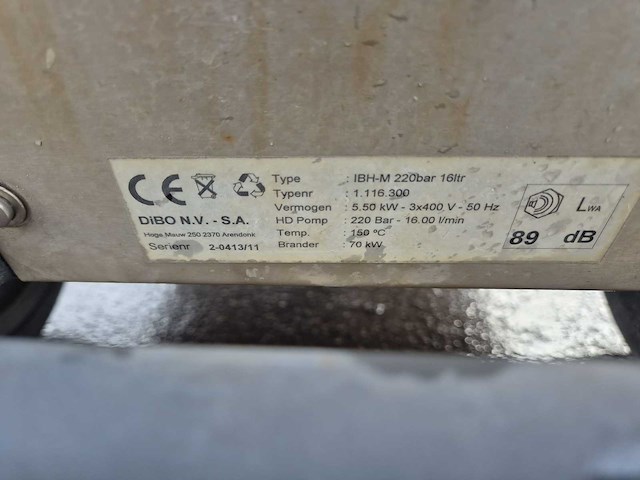 CE
DiBO N.V. - S.A.
Hoge Mauw 250 2370 Arendonk
Serienr 2-0413/11
Type : IBH-M 220bar 16ltr
Typenr : 1.116.300
Vermogen : 5.50 kW - 3x400 V - 50 Hz
HD Pomp : 220 Bar - 16.00 l/min
Temp. : 150 ºC
Brander : 70 kW
LWA
89 dB